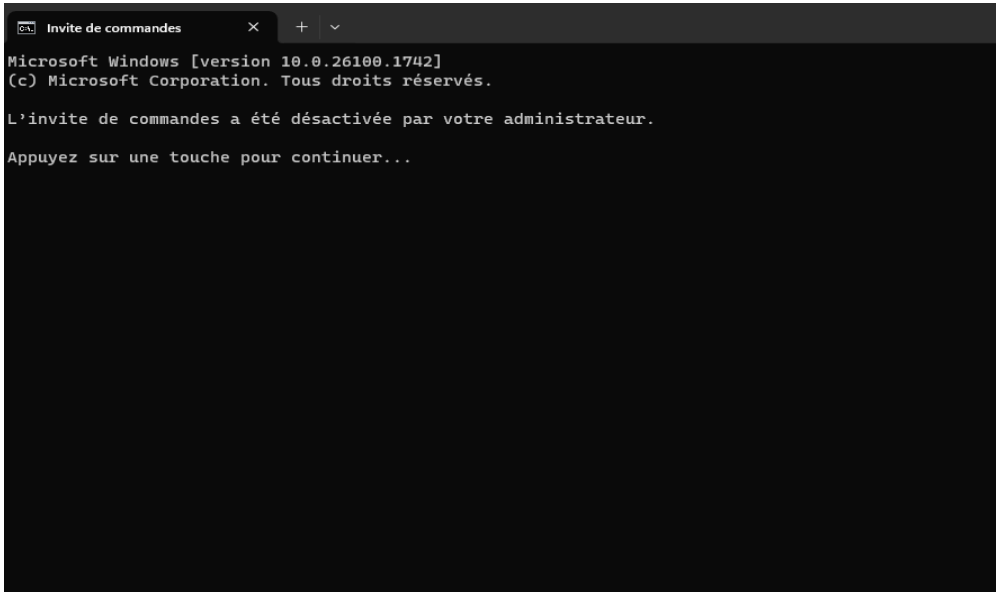 Invite de commandes
Microsoft Windows [version 10.0.26100.1742]
(c) Microsoft Corporation. Tous droits réservés.
L’invite de commandes a été désactivée par votre administrateur.
Appuyez sur une touche pour continuer...